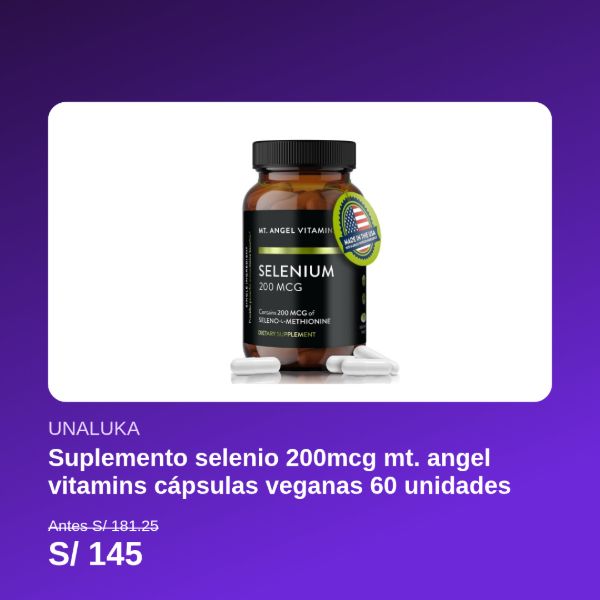 MT. ANGEL VITAMIN
SELENIUM
200 MCG
Contains 200 MCG of
SELENO-L-METHIONINE
DIETARY SUPPLEMENT
MADE IN THE USA
UNALUKA
Suplemento selenio 200mcg mt. angel
vitamins cápsulas veganas 60 unidades
Antes S/ 181.25
S/ 145